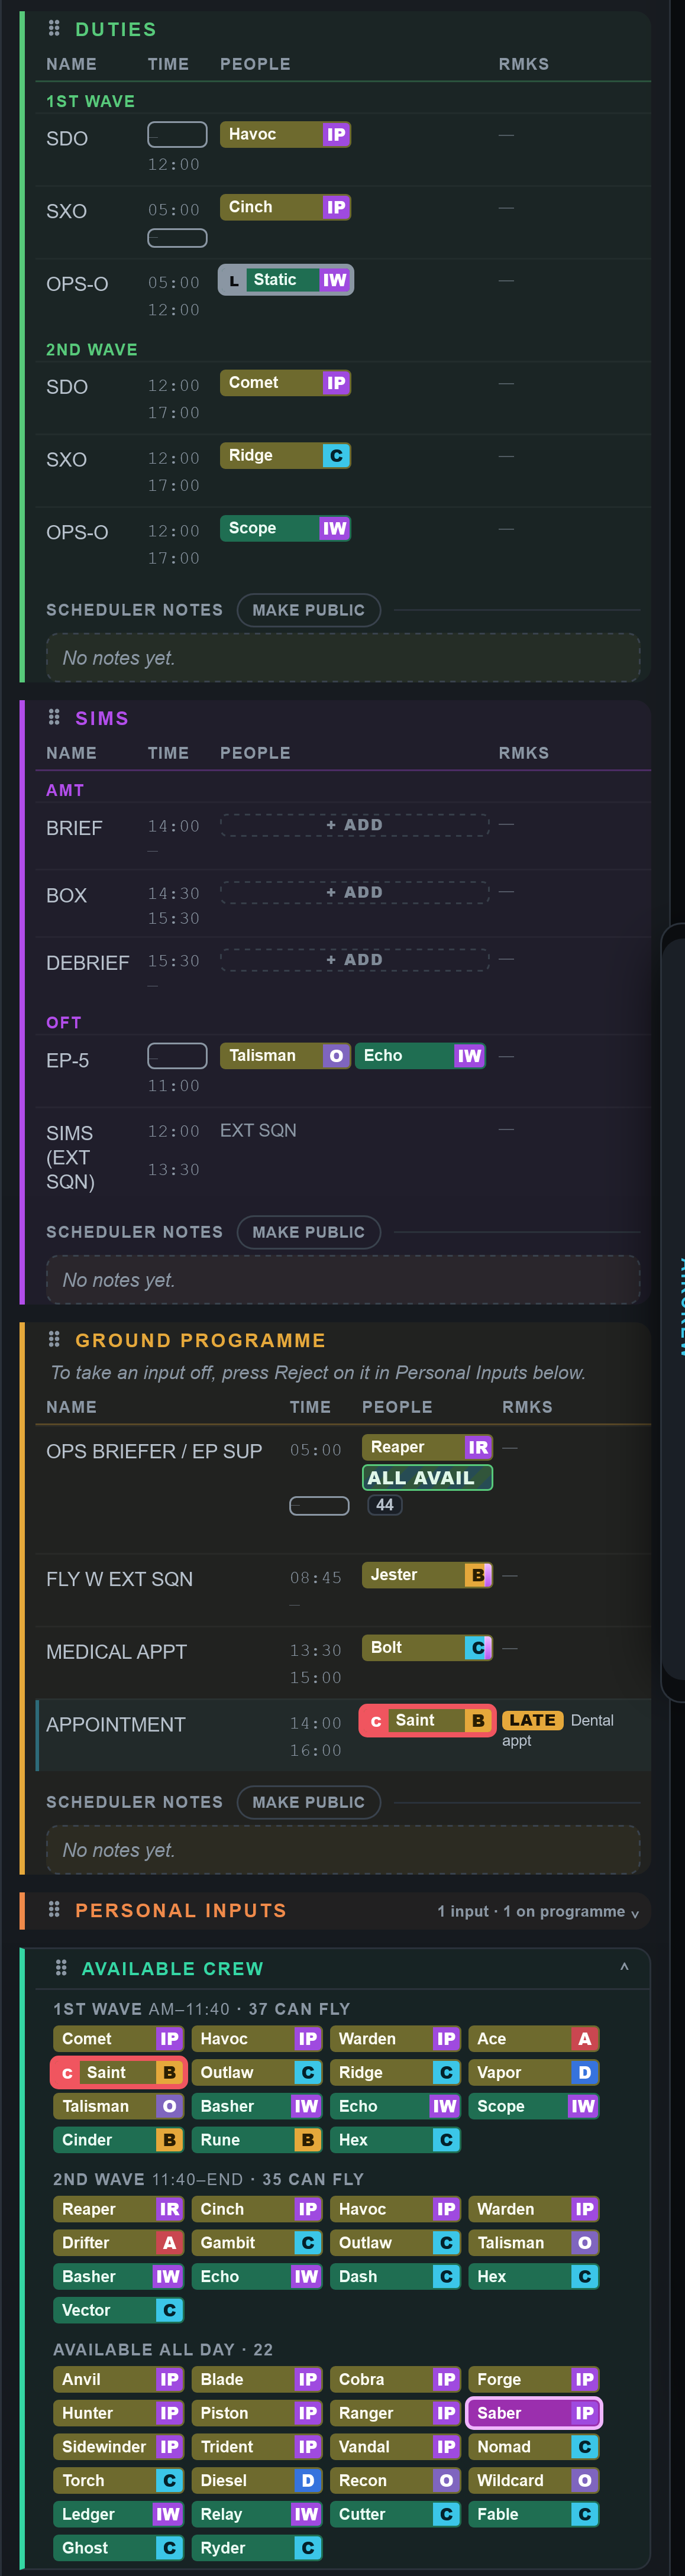 DUTIES
NAME TIME PEOPLE RMKS
1ST WAVE
SDO — Havoc IP —
12:00
SXO 05:00 Cinch IP —
—
OPS-O 05:00 L Static IW —
12:00
2ND WAVE
SDO 12:00 Comet IP —
17:00
SXO 12:00 Ridge C —
17:00
OPS-O 12:00 Scope IW —
17:00
SCHEDULER NOTES MAKE PUBLIC
No notes yet.
SIMS
NAME TIME PEOPLE RMKS
AMT
BRIEF 14:00 + ADD —
—
BOX 14:30 + ADD —
15:30
DEBRIEF 15:30 + ADD —
—
OFT
EP-5 — Talisman O Echo IW —
11:00
SIMS 12:00 EXT SQN —
(EXT
SQN) 13:30
SCHEDULER NOTES MAKE PUBLIC
No notes yet.
GROUND PROGRAMME
To take an input off, press Reject on it in Personal Inputs below.
NAME TIME PEOPLE RMKS
OPS BRIEFER / EP SUP 05:00 Reaper IR —
ALL AVAIL
— 44
FLY W EXT SQN 08:45 Jester B —
—
MEDICAL APPT 13:30 Bolt C —
15:00
APPOINTMENT 14:00 C Saint B LATE Dental
16:00 appt
SCHEDULER NOTES MAKE PUBLIC
No notes yet.
PERSONAL INPUTS 1 input · 1 on programme
AVAILABLE CREW
1ST WAVE AM–11:40 · 37 CAN FLY
Comet IP Havoc IP Warden IP Ace A
C Saint B Outlaw C Ridge C Vapor D
Talisman O Basher IW Echo IW Scope IW
Cinder B Rune B Hex C
2ND WAVE 11:40–END · 35 CAN FLY
Reaper IR Cinch IP Havoc IP Warden IP
Drifter A Gambit C Outlaw C Talisman O
Basher IW Echo IW Dash C Hex C
Vector C
AVAILABLE ALL DAY · 22
Anvil IP Blade IP Cobra IP Forge IP
Hunter IP Piston IP Ranger IP Saber IP
Sidewinder IP Trident IP Vandal IP Nomad C
Torch C Diesel D Recon O Wildcard O
Ledger IW Relay IW Cutter C Fable C
Ghost C Ryder C